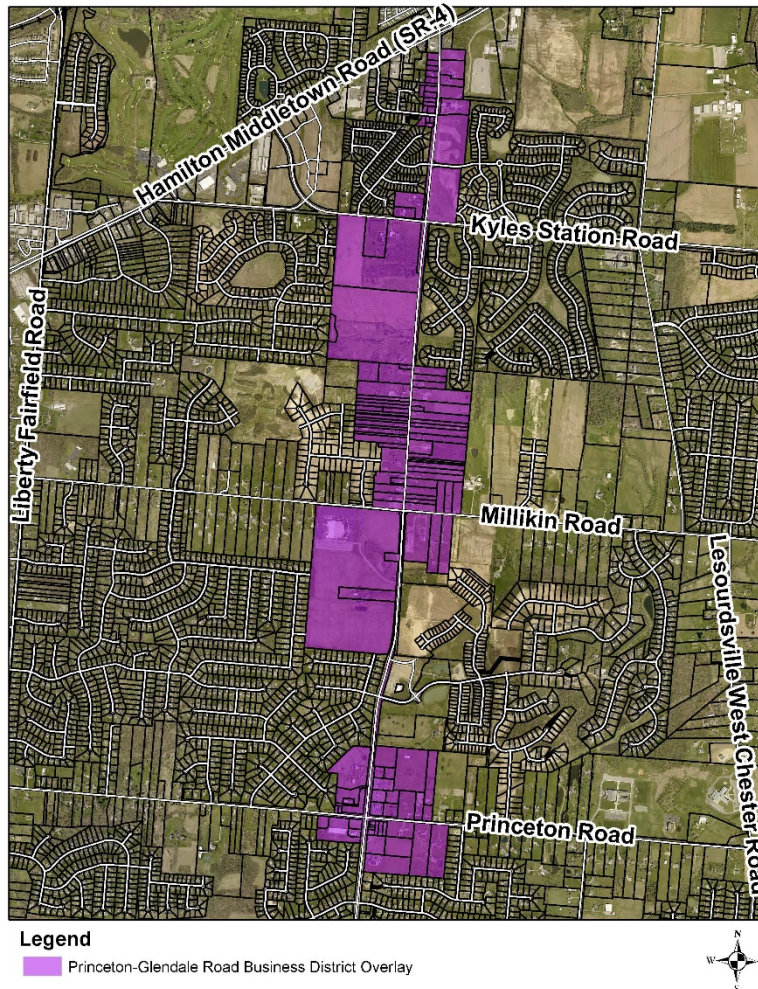 Hamilton-Middletown Road (SR-4)
Kyles Station Road
Liberty-Fairfield Road
Millikin Road
Lesourdsville West Chester Road
Princeton Road
Legend
Princeton-Glendale Road Business District Overlay
N
W
S